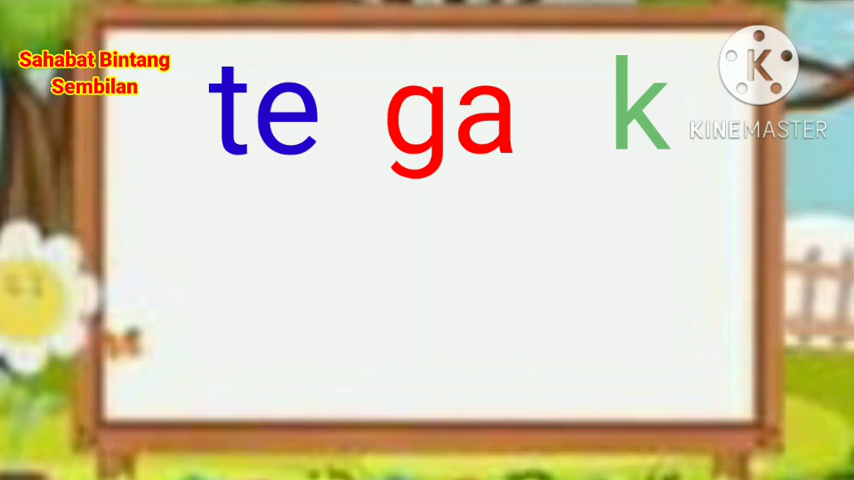 Sahabat Bintang
Sembilan
te ga k
K
KINEMASTER